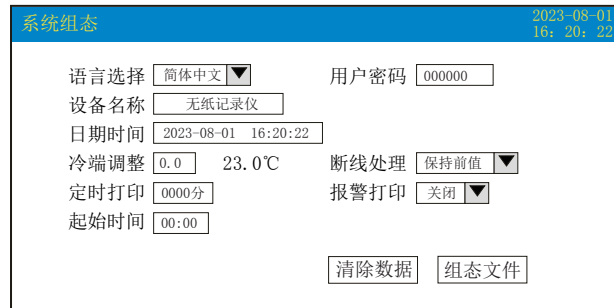 系统组态 2023-08-01
16: 20: 22
语言选择 简体中文 用户密码 000000
设备名称 无纸记录仪
日期时间 2023-08-01 16:20:22
冷端调整 0.0 23.0℃ 断线处理 保持前值
定时打印 0000分 报警打印 关闭
起始时间 00:00
清除数据 组态文件